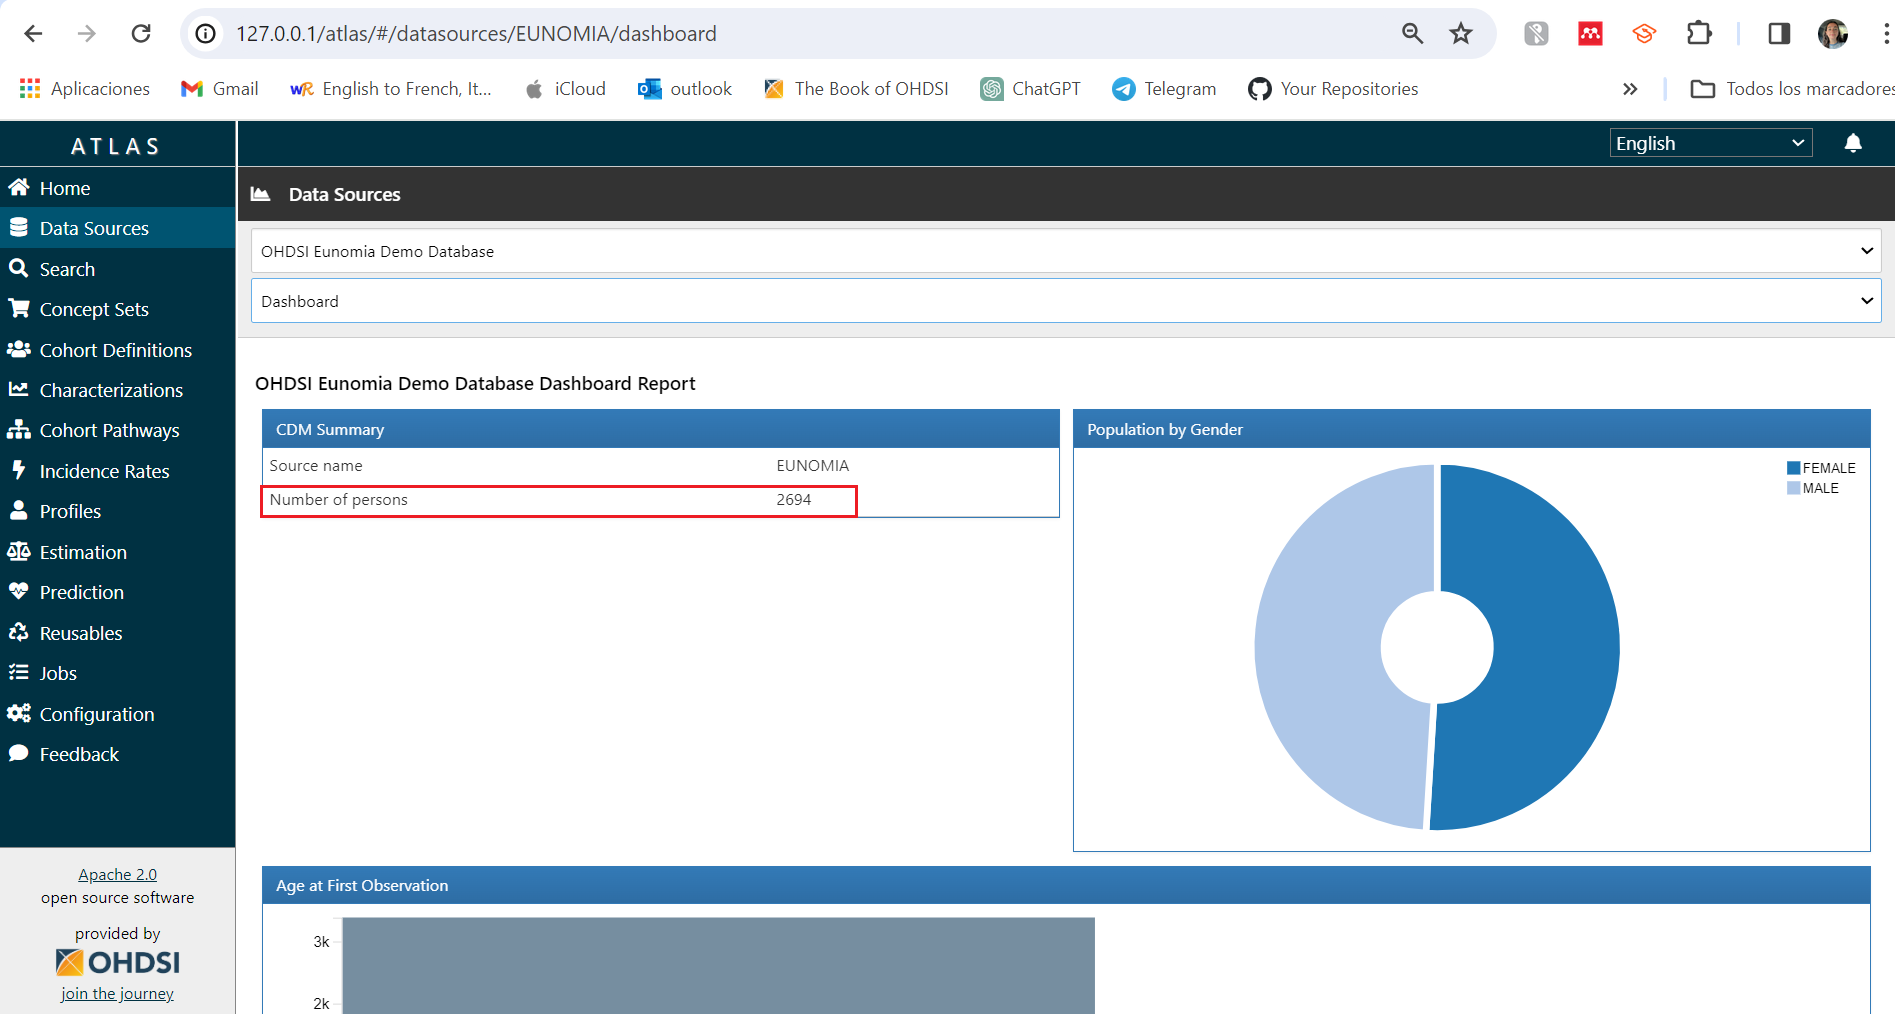 127.0.0.1/atlas/#/datasources/EUNOMIA/dashboard
Aplicaciones
Gmail
English to French, It...
iCloud
outlook
The Book of OHDSI
ChatGPT
Telegram
Your Repositories
Todos los marcadores
ATLAS
English
Home
Data Sources
Search
Concept Sets
Cohort Definitions
Characterizations
Cohort Pathways
Incidence Rates
Profiles
Estimation
Prediction
Reusables
Jobs
Configuration
Feedback
Apache 2.0
open source software
provided by
OHDSI
join the journey
Data Sources
OHDSI Eunomia Demo Database
Dashboard
OHDSI Eunomia Demo Database Dashboard Report
CDM Summary
Source name EUNOMIA
Number of persons 2694
Population by Gender
FEMALE
MALE
Age at First Observation
3k
2k